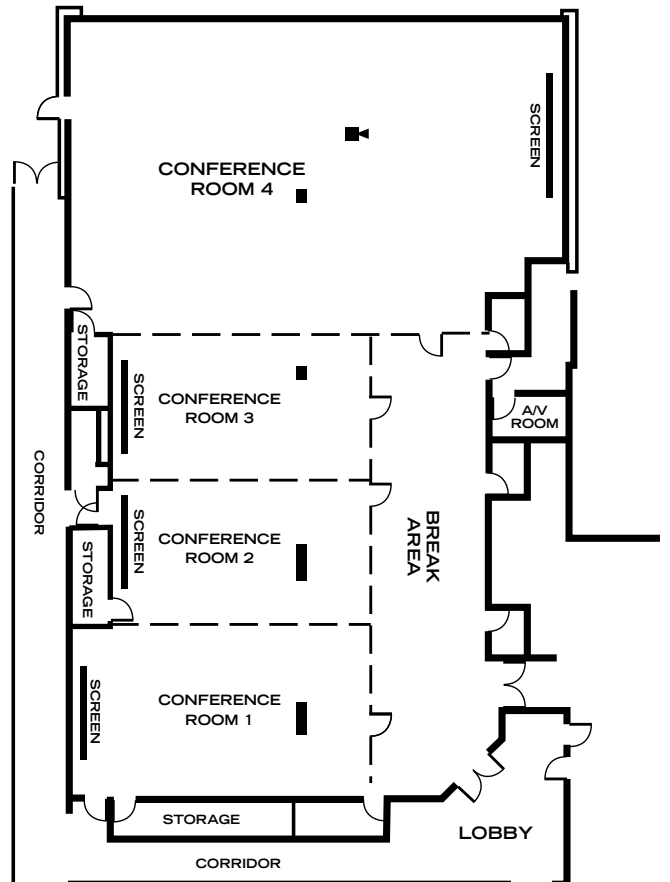 SCREEN
CONFERENCE
ROOM 4
STORAGE
SCREEN
CONFERENCE
ROOM 3
A/V
ROOM
CORRIDOR
SCREEN
CONFERENCE
ROOM 2
BREAK
AREA
STORAGE
SCREEN
CONFERENCE
ROOM 1
STORAGE
LOBBY
CORRIDOR